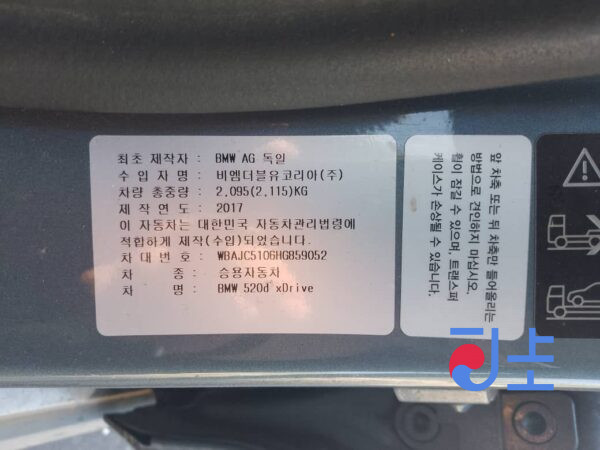 최초 제작자 : BMW AG 독일
수 입 자 명 : 비엠더블유코리아(주)
차량 총중량 : 2,095(2,115)KG
제 작 연 도 : 2017
이 자동차는 대한민국 자동차관리법령에
적합하게 제작(수입)되었습니다.
차 대 번 호 : WBAJC5106HG859052
차 종 : 승용자동차
차 명 : BMW 520d xDrive
앞 차축 또는 뒤 차축만 들어올리는
방법으로 견인하지 마십시오.
휠이 잠길 수 있으며, 트랜스퍼
케이스가 손상될 수 있습니다.